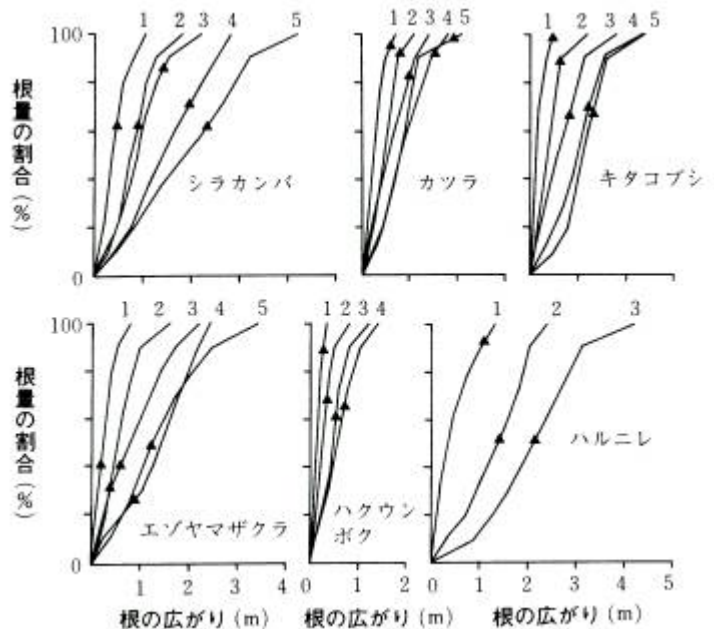 1 2 3 4 5
1 2 3 4 5
1 2 3 4 5
100
根量の割合(%)
0
シラカンバ
カツラ
キタコブシ
1 2 3 4 5
1 2 3 4
1 2 3
100
根量の割合(%)
0
エゾヤマザクラ
ハクウン
ボク
ハルニレ
1 2 3 4
0 1 2
0 1 2 3 4 5
根の広がり(m)
根の広がり(m)
根の広がり(m)